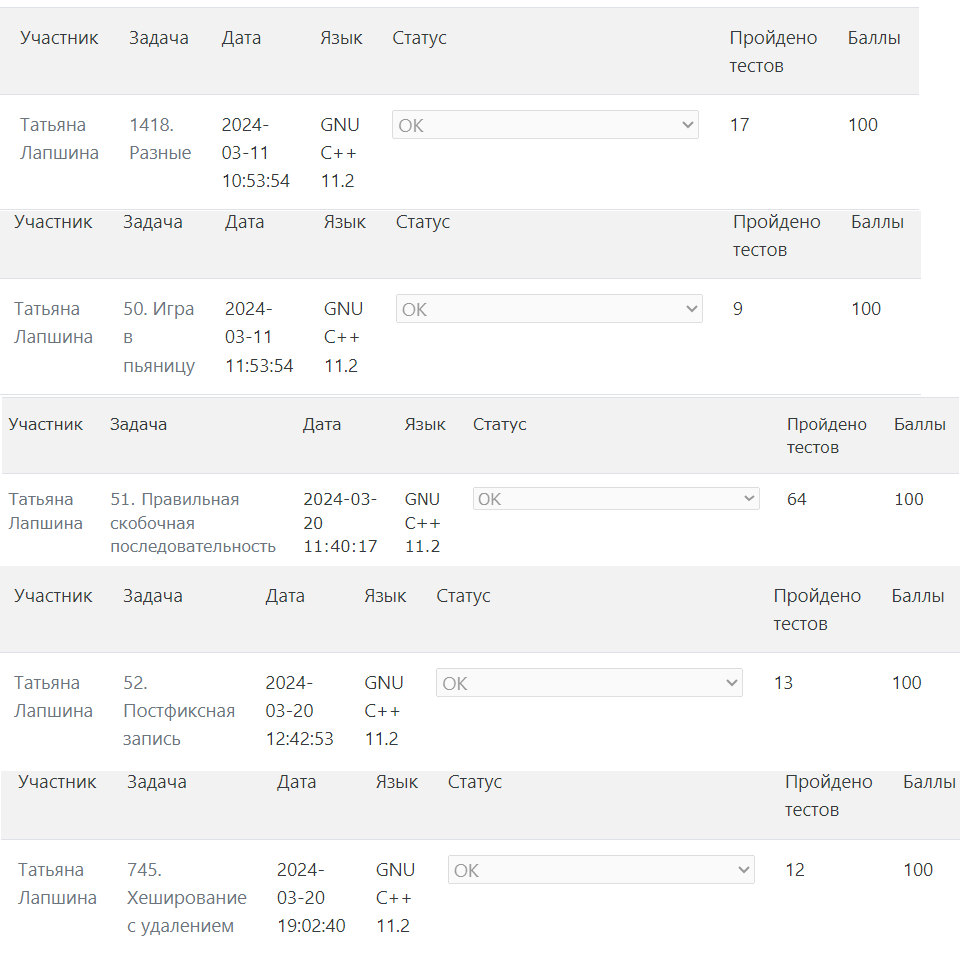 Участник Задача Дата Язык Статус Пройдено Баллы
тестов
Татьяна 1418. 2024- GNU OK 17 100
Лапшина Разные 03-11 C++
10:53:54 11.2
Участник Задача Дата Язык Статус Пройдено Баллы
тестов
Татьяна 50. Игра 2024- GNU OK 9 100
Лапшина в 03-11 C++
пьяницу 11:53:54 11.2
Участник Задача Дата Язык Статус Пройдено Баллы
тестов
Татьяна 51. Правильная 2024-03- GNU OK 64 100
Лапшина скобочная 20 C++
последовательность 11:40:17 11.2
Участник Задача Дата Язык Статус Пройдено Баллы
тестов
Татьяна 52. 2024- GNU OK 13 100
Лапшина Постфиксная 03-20 C++
запись 12:42:53 11.2
Участник Задача Дата Язык Статус Пройдено Баллы
тестов
Татьяна 745. 2024- GNU OK 12 100
Лапшина Хеширование 03-20 C++
с удалением 19:02:40 11.2